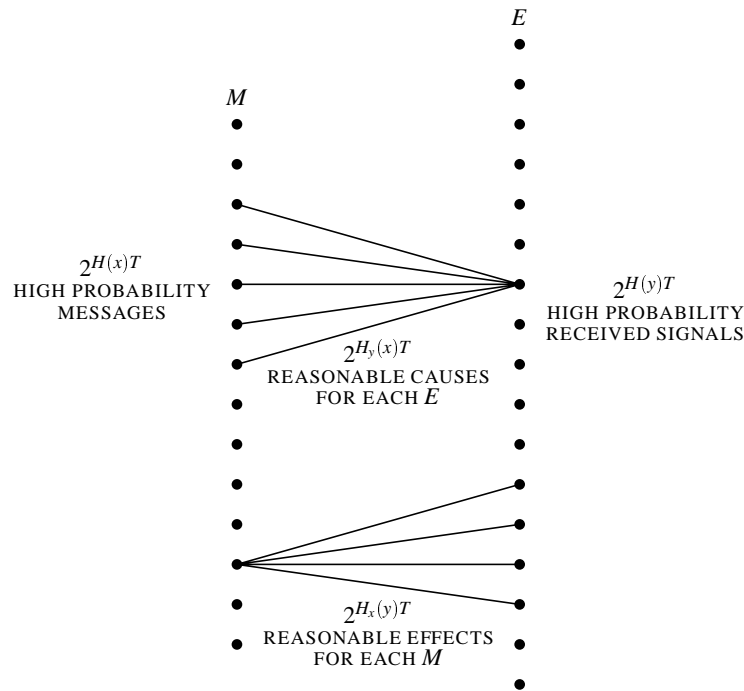 E
M
2^{H(x)T}
HIGH PROBABILITY
MESSAGES
2^{H(y)T}
HIGH PROBABILITY
RECEIVED SIGNALS
2^{H_y(x)T}
REASONABLE CAUSES
FOR EACH E
2^{H_x(y)T}
REASONABLE EFFECTS
FOR EACH M